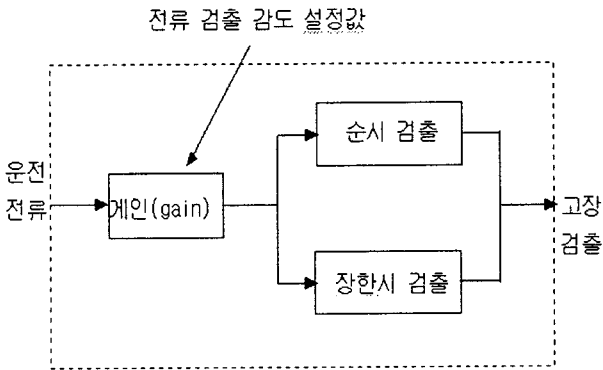 전류 검출 감도 설정값
순시 검출
운전
전류
게인(gain)
고장
검출
장한시 검출